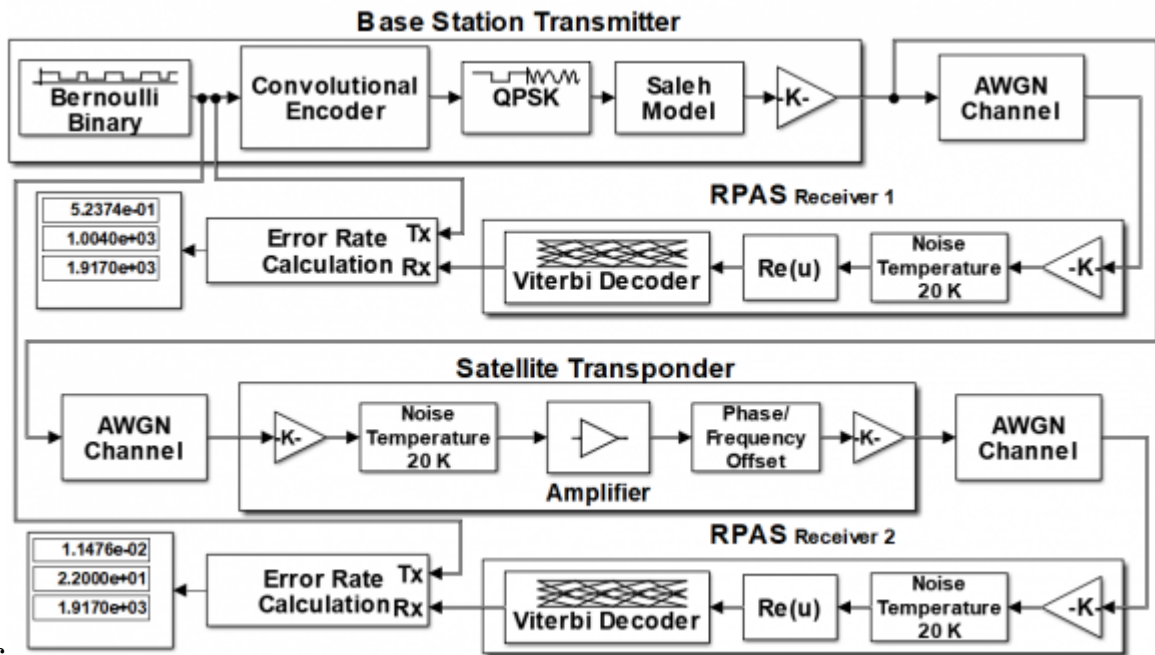 Base Station Transmitter
Bernoulli
Binary
Convolutional
Encoder
QPSK
Saleh
Model
-K-
AWGN
Channel
RPAS Receiver 1
5.2374e-01
1.0040e+03
1.9170e+03
Error Rate
Calculation
Tx
Rx
Viterbi Decoder
Re(u)
Noise
Temperature
20 K
-K-
Satellite Transponder
AWGN
Channel
-K-
Noise
Temperature
20 K
Amplifier
Phase/
Frequency
Offset
-K-
AWGN
Channel
RPAS Receiver 2
1.1476e-02
2.2000e+01
1.9170e+03
Error Rate
Calculation
Tx
Rx
Viterbi Decoder
Re(u)
Noise
Temperature
20 K
-K-